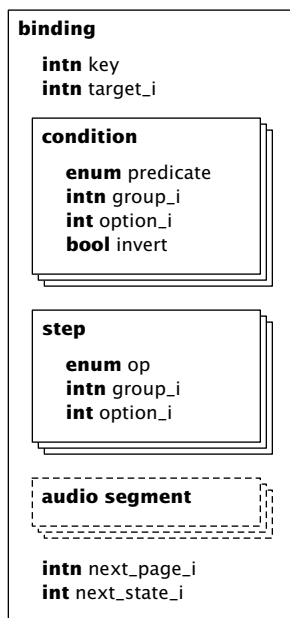 binding
intn key
intn target_i
condition
enum predicate
intn group_i
int option_i
bool invert
step
enum op
intn group_i
int option_i
audio segment
intn next_page_i
int next_state_i